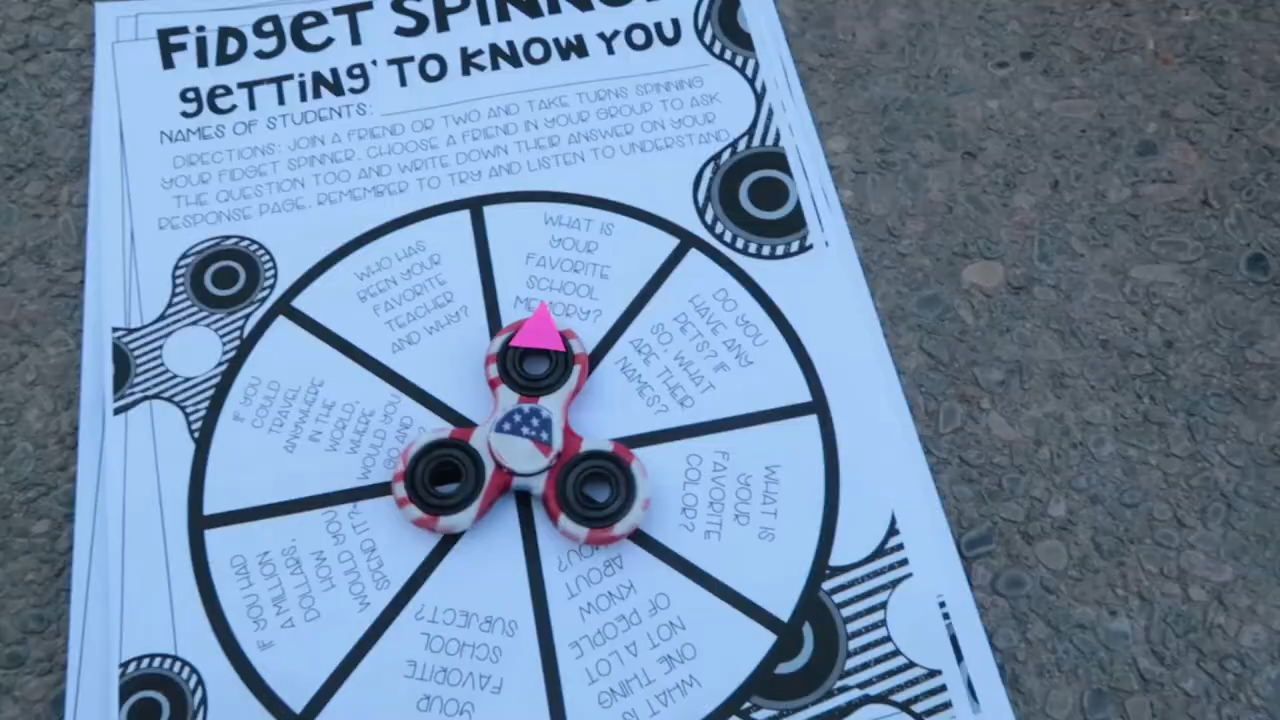 FiDgeT SPiNNe
geTTiNg' TO KNOW YOU
NAMES OF STUDENTS:
DIRECTIONS: JOIN A FRIEND OR TWO AND TAKE TURNS SPINNING
YOUR FIDGET SPINNER. CHOOSE A FRIEND IN YOUR GROUP TO ASK
THE QUESTION TOO AND WRITE DOWN THEIR ANSWER ON YOUR
RESPONSE PAGE. REMEMBER TO TRY AND LISTEN TO UNDERSTAND.
WHAT IS
YOUR
FAVORITE
SCHOOL
MEMORY?
DO YOU
HAVE ANY
PETS? IF
SO, WHAT
ARE THEIR
NAMES?
WHAT IS
YOUR
FAVORITE
COLOR?
WHAT IS
ONE THING
NOT A LOT
OF PEOPLE
KNOW
ABOUT
YOU?
YOUR
FAVORITE
SCHOOL
SUBJECT?
IF YOU HAD
A MILLION
DOLLARS,
HOW
WOULD YOU
SPEND IT?
IF YOU
COULD
TRAVEL
ANYWHERE
IN THE
WORLD,
WHERE
WOULD YOU
GO AND
WHO HAS
BEEN YOUR
FAVORITE
TEACHER
AND WHY?